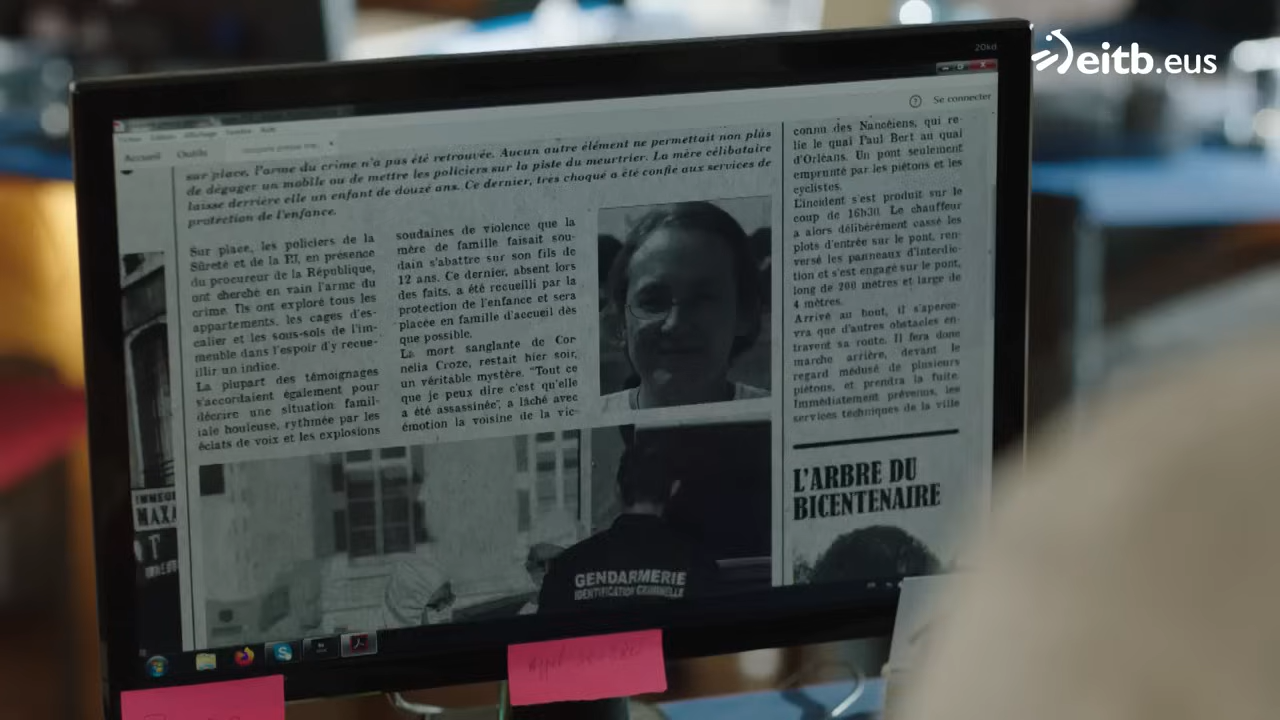 eitb.eus
20kd
Se connecter
Accueil Outils
sur place, l'arme du crime n'a pas été retrouvée. Aucun autre élément ne permettait non plus
de dégager un mobile ou de mettre les policiers sur la piste du meurtrier. La mère célibataire
laisse derrière elle un enfant de douze ans. Ce dernier, très choqué a été confié aux services de
protection de l'enfance.
Sur place, les policiers de la
Sûreté et de la PJ, en présence
du procureur de la République,
ont cherché en vain l'arme du
crime. Ils ont exploré tous les
appartements, les cages d'es-
calier et les sous-sols de l'im-
meuble dans l'espoir d'y recue-
illir un indice.
La plupart des témoignages
s'accordaient également pour
décrire une situation famil-
iale houleuse, rythmée par les
éclats de voix et les explosions
soudaines de violence que la
mère de famille faisait sou-
dain s'abattre sur son fils de
12 ans. Ce dernier, absent lors
des faits, a été recueilli par la
protection de l'enfance et sera
placée en famille d'accueil dès
que possible.
La mort sanglante de Cor
nélia Croze, restait hier soir,
un véritable mystère. "Tout ce
que je peux dire c'est qu'elle
a été assassinée", a lâché avec
émotion la voisine de la vic-
connu des Nancéiens, qui re-
lie le quai Paul Bert au quai
d'Orléans. Un pont seulement
emprunté par les piétons et les
cyclistes.
L'incident s'est produit sur le
coup de 16h30. Le chauffeur
a alors délibérément cassé les
plots d'entrée sur le pont, ren-
versé les panneaux d'interdic-
tion et s'est engagé sur le pont,
long de 200 mètres et large de
4 mètres.
Arrivé au bout, il s'aperce-
vra que d'autres obstacles en-
travent sa route. Il fera donc
marche arrière, devant le
regard médusé de plusieurs
piétons, et prendra la fuite.
Immédiatement prévenus, les
services techniques de la ville
L'ARBRE DU
BICENTENAIRE
GENDARMERIE
IDENTIFICATION CRIMINELLE